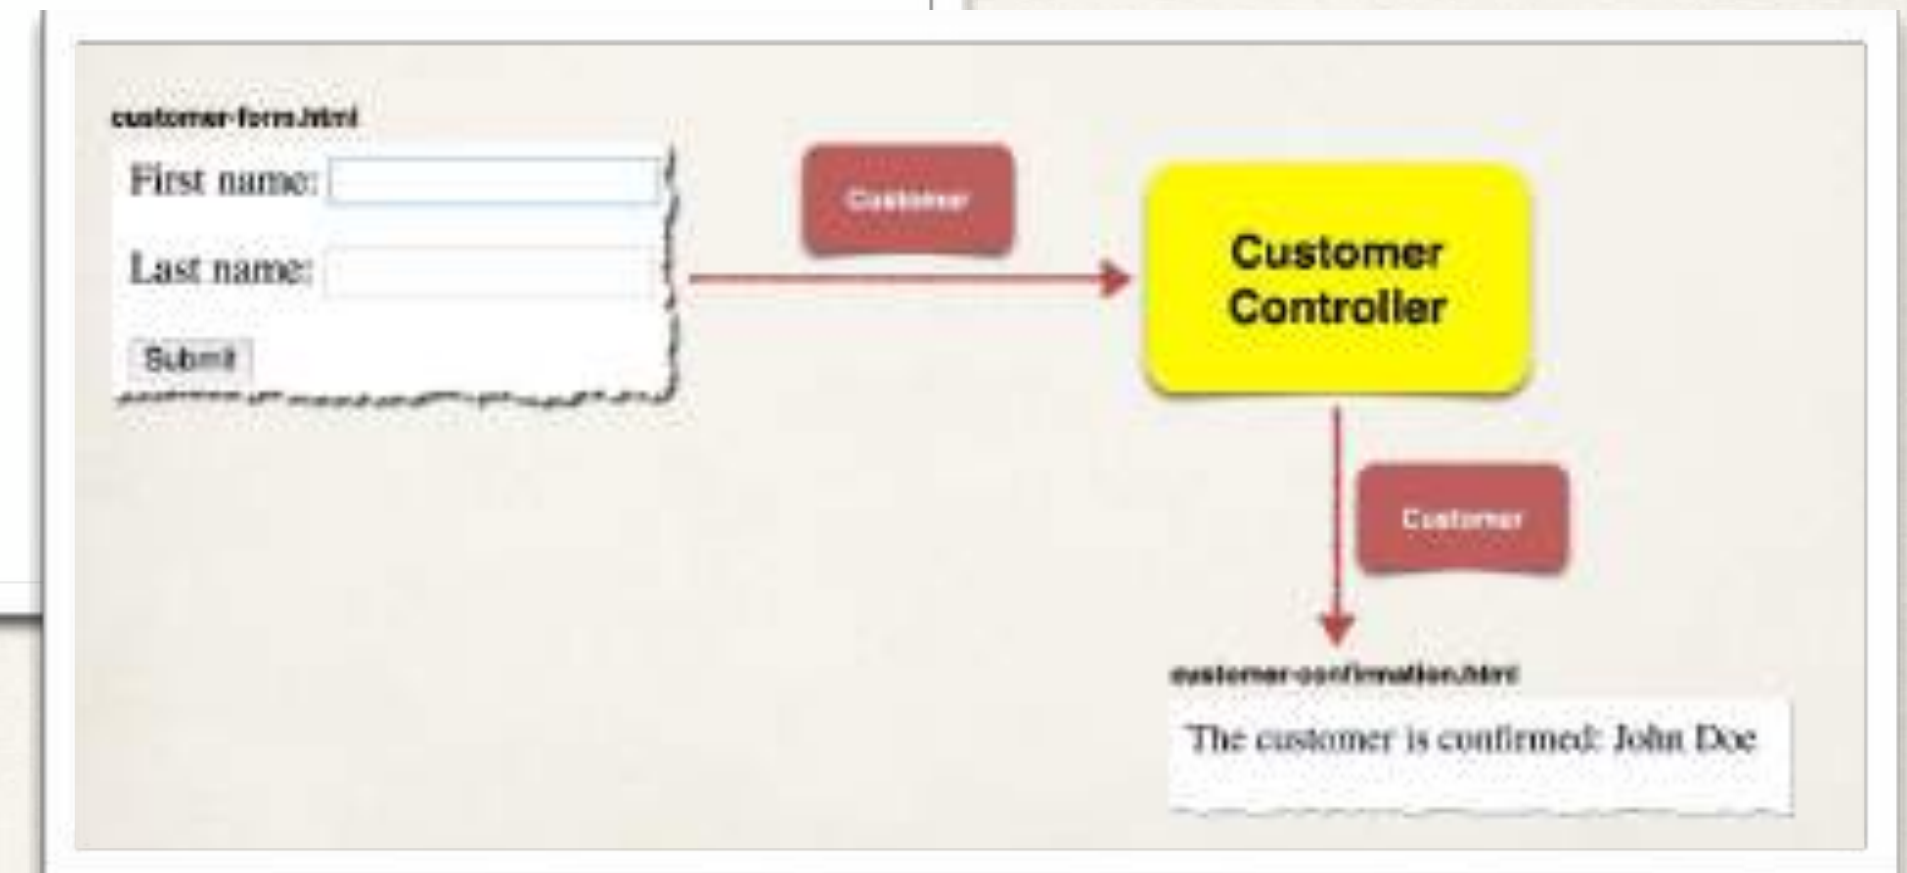 customer-form.html
First name:
Customer
Customer
Controller
Last name:
Submit
Customer
customer-confirmation.html
The customer is confirmed: John Doe